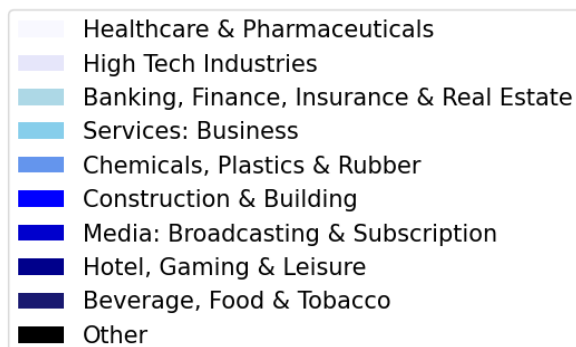 Healthcare & Pharmaceuticals
High Tech Industries
Banking, Finance, Insurance & Real Estate
Services: Business
Chemicals, Plastics & Rubber
Construction & Building
Media: Broadcasting & Subscription
Hotel, Gaming & Leisure
Beverage, Food & Tobacco
Other